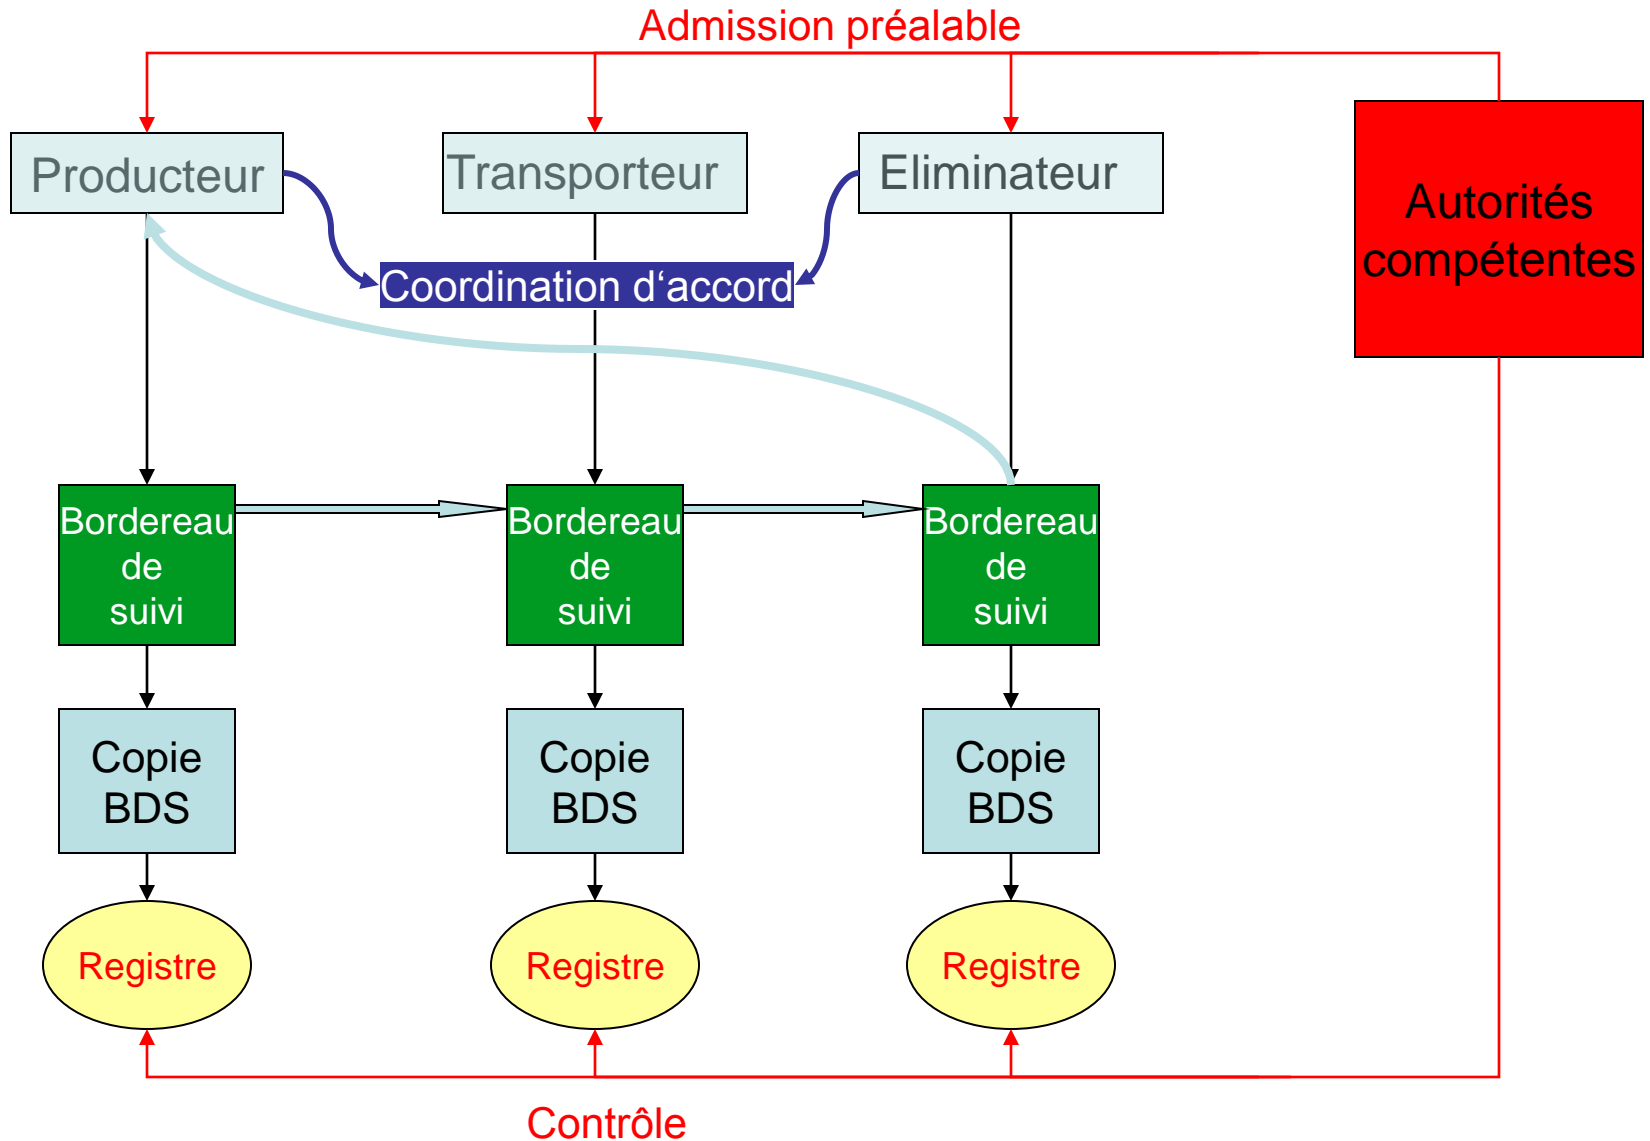 Admission préalable
Producteur
Transporteur
Eliminateur
Autorités
compétentes
Coordination d‘accord
Bordereau
de
suivi
Bordereau
de
suivi
Bordereau
de
suivi
Copie
BDS
Copie
BDS
Copie
BDS
Registre
Registre
Registre
Contrôle